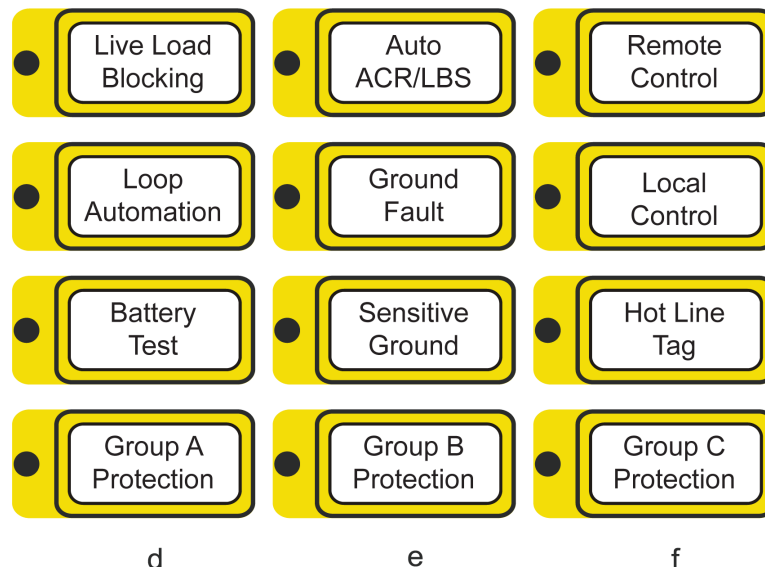 Live Load
Blocking
Auto
ACR/LBS
Remote
Control
Loop
Automation
Ground
Fault
Local
Control
Battery
Test
Sensitive
Ground
Hot Line
Tag
Group A
Protection
Group B
Protection
Group C
Protection
d
e
f